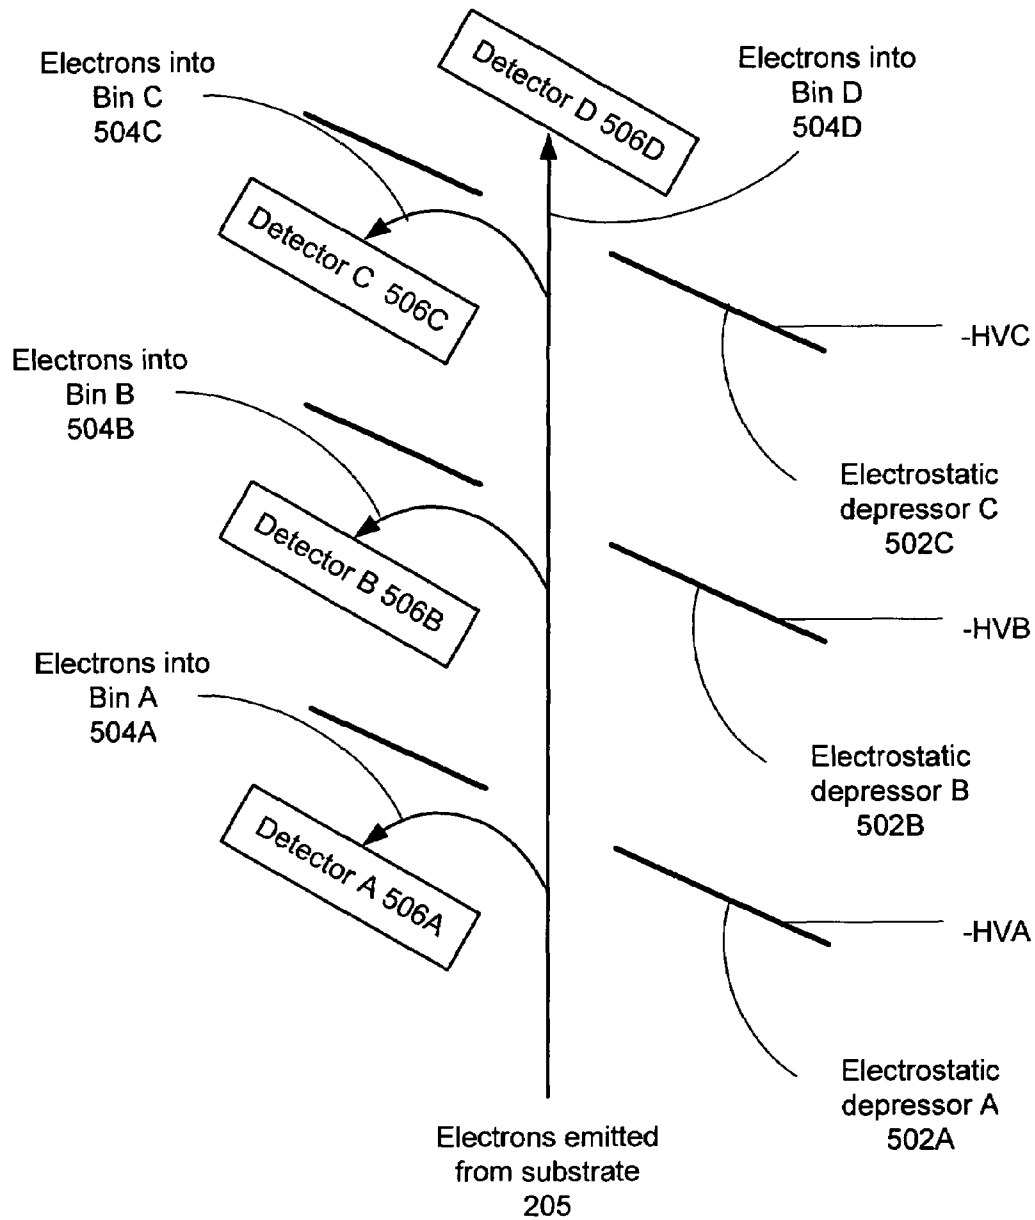 Electrons into
Bin C
504C
Detector D 506D
Electrons into
Bin D
504D
Detector C 506C
-HVC
Electrons into
Bin B
504B
Electrostatic
depressor C
502C
Detector B 506B
-HVB
Electrons into
Bin A
504A
Electrostatic
depressor B
502B
Detector A 506A
-HVA
Electrostatic
depressor A
502A
Electrons emitted
from substrate
205